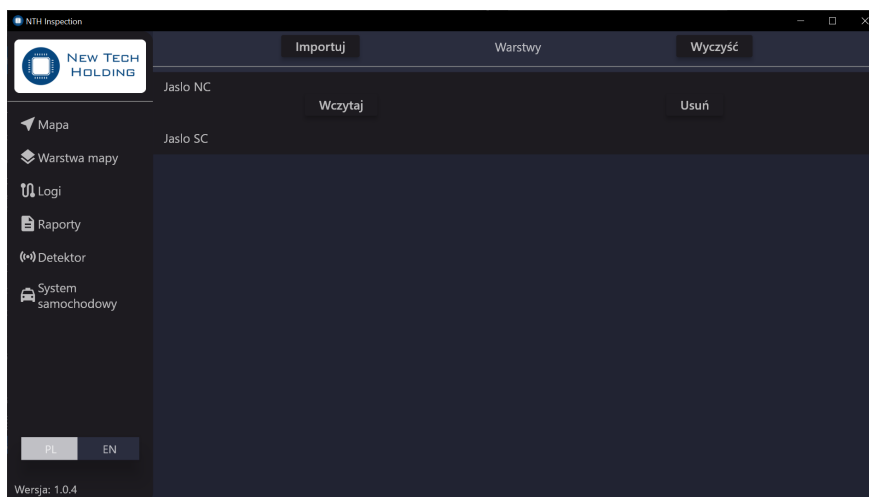 NTH Inspection
NEW TECH
HOLDING
Importuj
Warstwy
Wyczyść
Jaslo NC
Wczytaj
Usuń
Jaslo SC
Mapa
Warstwa mapy
Logi
Raporty
Detektor
System
samochodowy
PL
EN
Wersja: 1.0.4